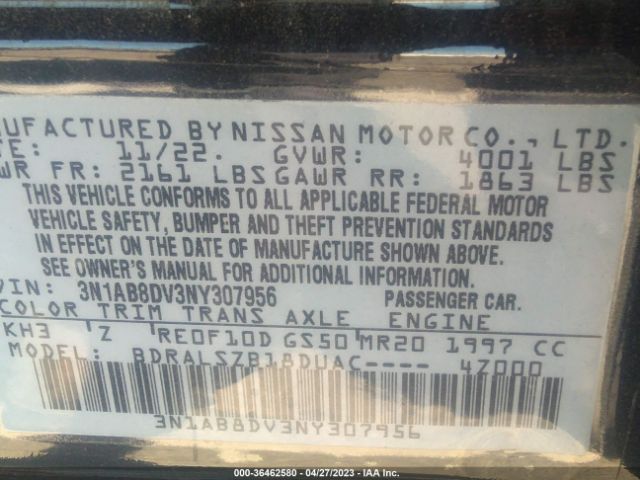 NUFACTURED BY NISSAN MOTOR CO., LTD.
TE: 11/22. GVWR: 4001 LBS
WR FR: 2161 LBS GAWR RR: 1863 LBS
THIS VEHICLE CONFORMS TO ALL APPLICABLE FEDERAL MOTOR
VEHICLE SAFETY, BUMPER AND THEFT PREVENTION STANDARDS
IN EFFECT ON THE DATE OF MANUFACTURE SHOWN ABOVE.
SEE OWNER'S MANUAL FOR ADDITIONAL INFORMATION.
VIN: 3N1AB8DV3NY307956 PASSENGER CAR.
COLOR TRIM TRANS AXLE ENGINE
KH3 Z RE0F10D GS50 MR20 1997 CC
MODEL: BDRALSZB18DUAC---- 4Z000
3N1AB8DV3NY307956
000-36462580 - 04/27/2023 - IAA Inc.